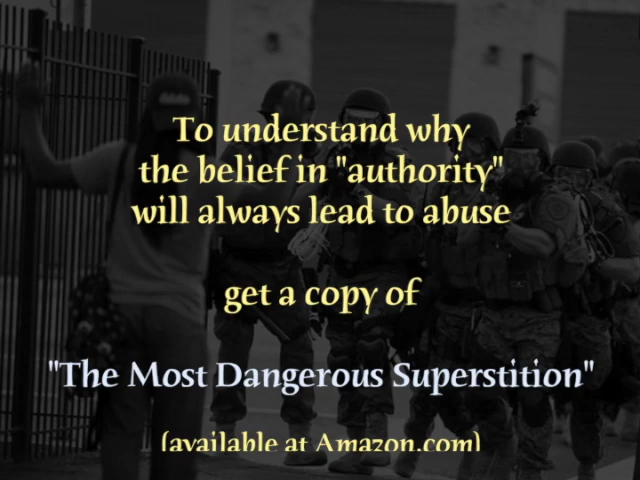 To understand why
the belief in "authority"
will always lead to abuse
get a copy of
"The Most Dangerous Superstition"
(available at Amazon.com)